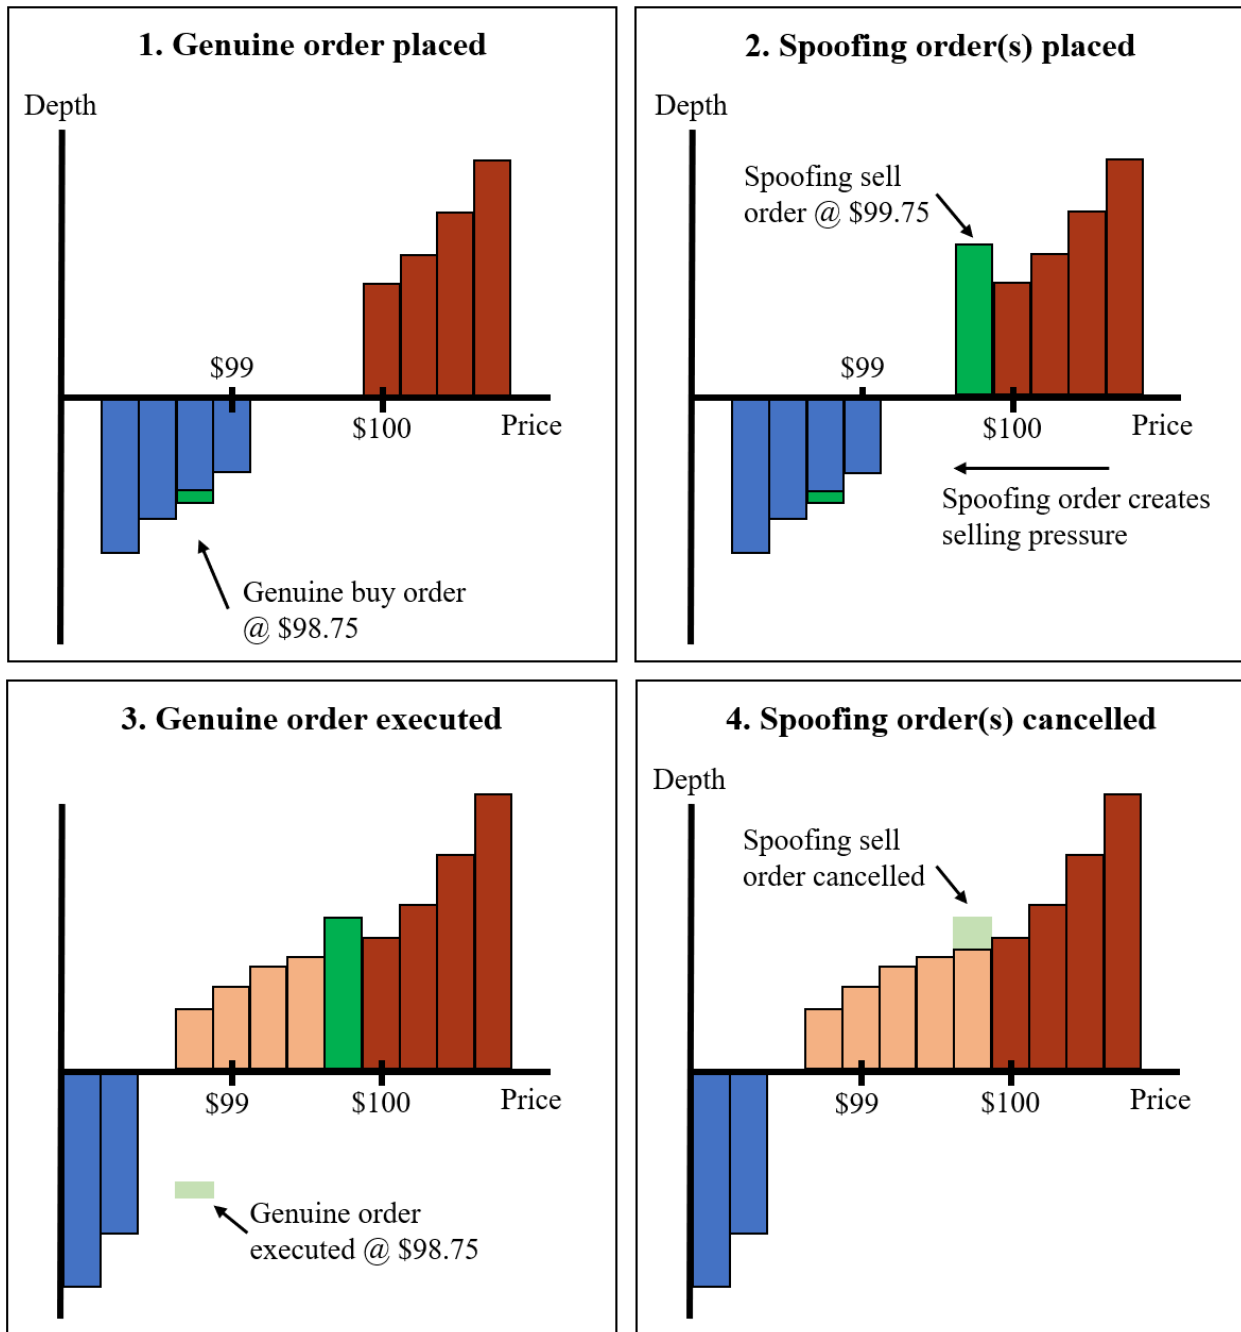 1. Genuine order placed
Depth
$99
$100
Price
Genuine buy order
@ $98.75
2. Spoofing order(s) placed
Spoofing sell
order @ $99.75
$99
$100
Price
Spoofing order creates
selling pressure
3. Genuine order executed
$99
$100
Price
Genuine order
executed @ $98.75
4. Spoofing order(s) cancelled
Depth
Spoofing sell
order cancelled
$99
$100
Price